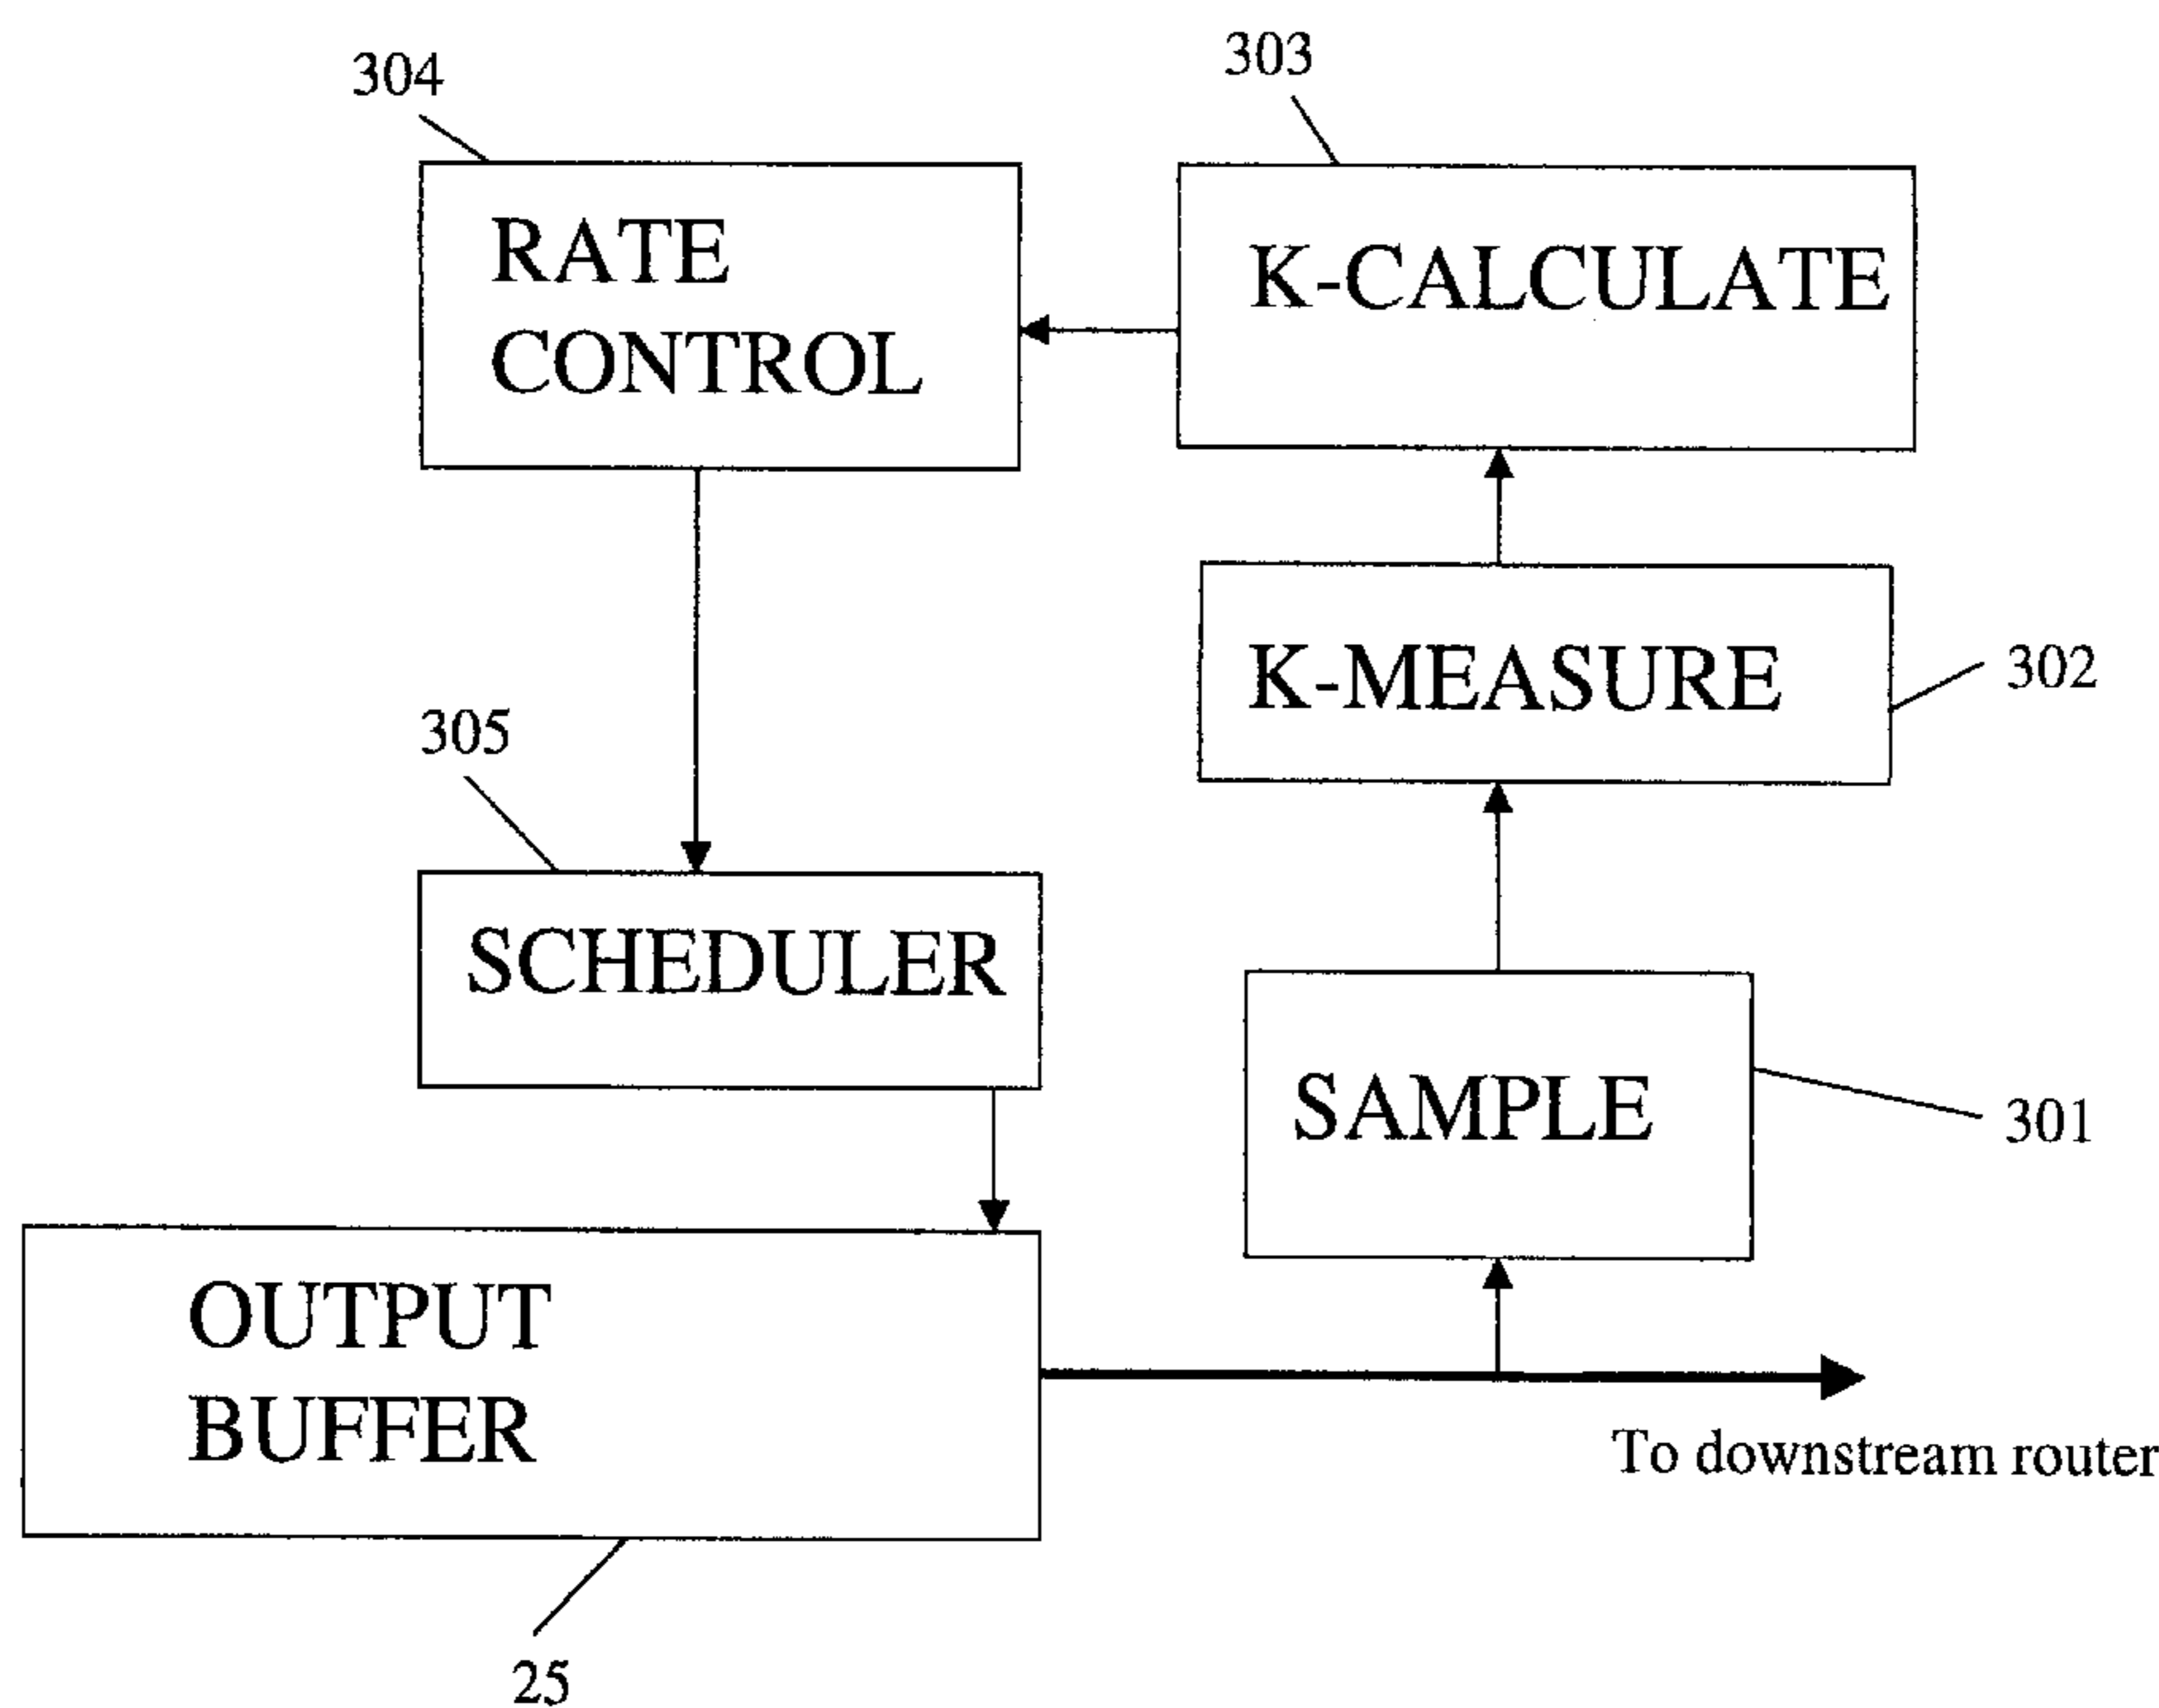 304
303
RATE
CONTROL
K-CALCULATE
K-MEASURE
302
305
SCHEDULER
SAMPLE
301
OUTPUT
BUFFER
To downstream router
25